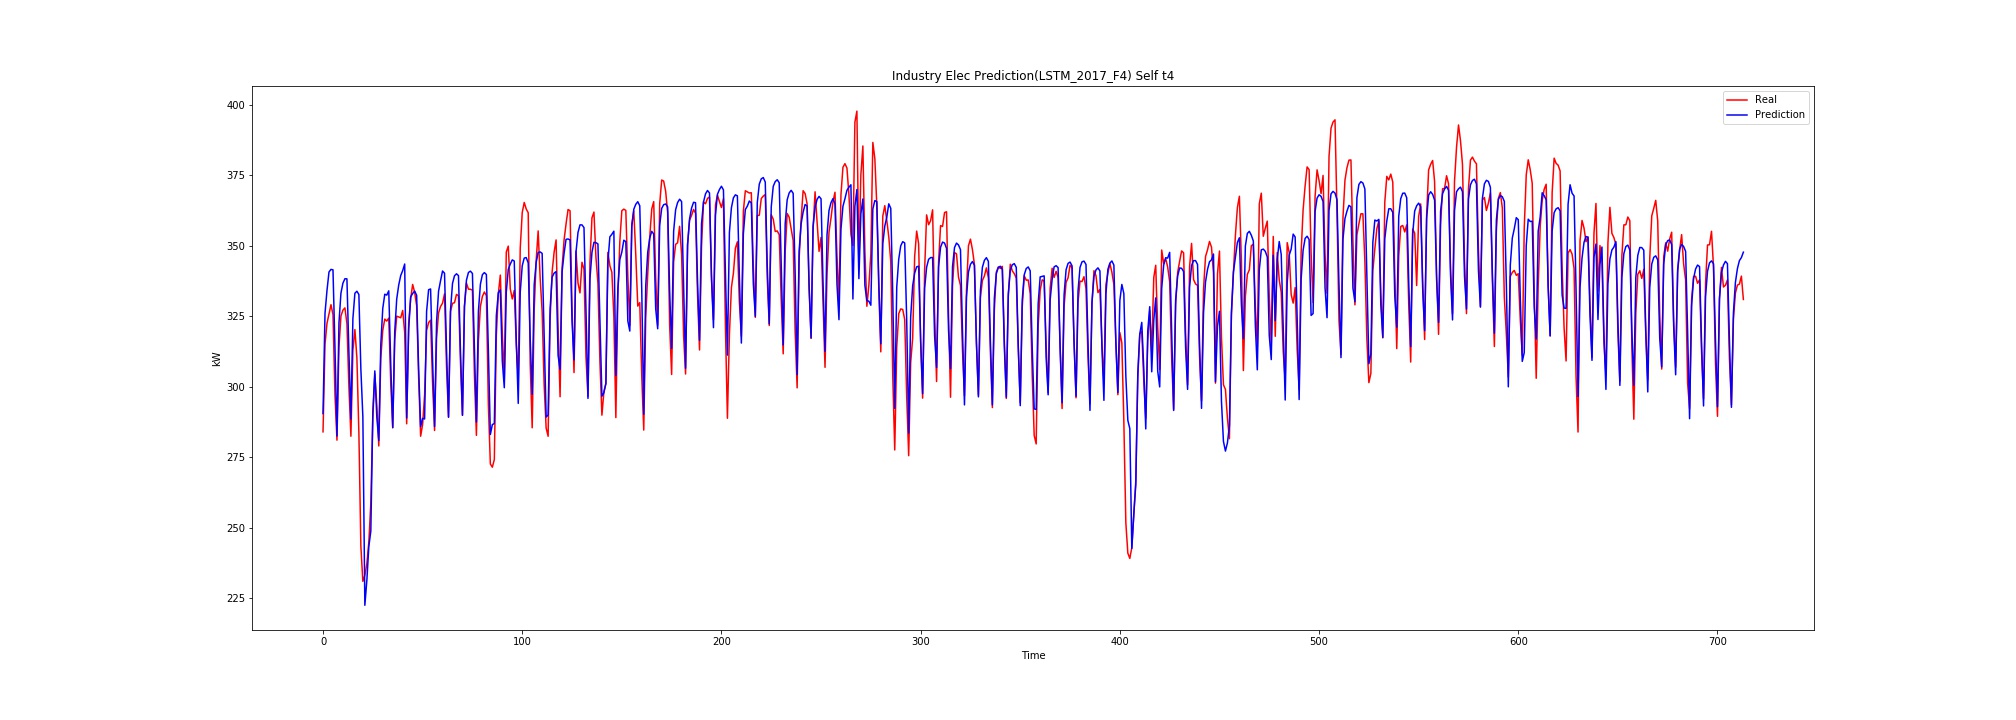 Industry Elec Prediction(LSTM_2017_F4) Self t4
Real
Prediction
400
375
350
325
300
275
250
225
kW
0 100 200 300 400 500 600 700
Time